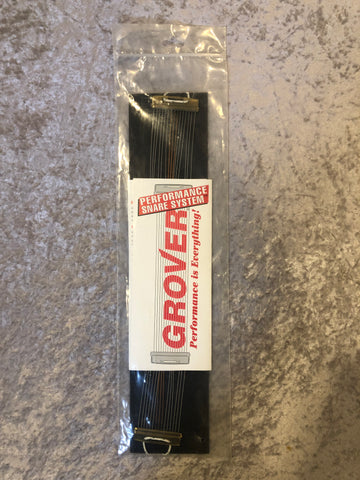 PERFORMANCE
SNARE SYSTEM
GROVER
Performance is Everything!